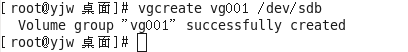 [root@yjw 桌面]# vgcreate vg001 /dev/sdb
  Volume group "vg001" successfully created
[root@yjw 桌面]#